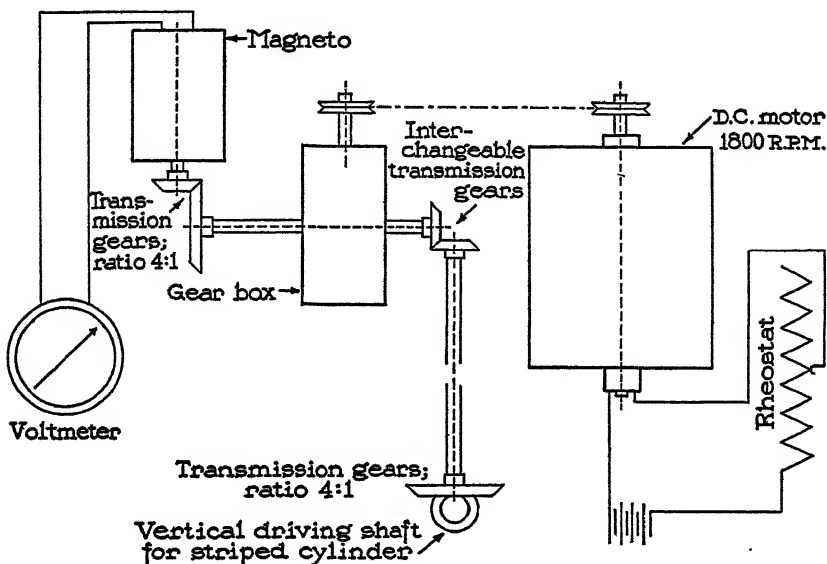 Magneto
D.C. motor
1800 R.P.M.
Inter-
changeable
transmission
gears
Trans-
mission
gears;
ratio 4:1
Gear box
Rheostat
Voltmeter
Transmission gears;
ratio 4:1
Vertical driving shaft
for striped cylinder